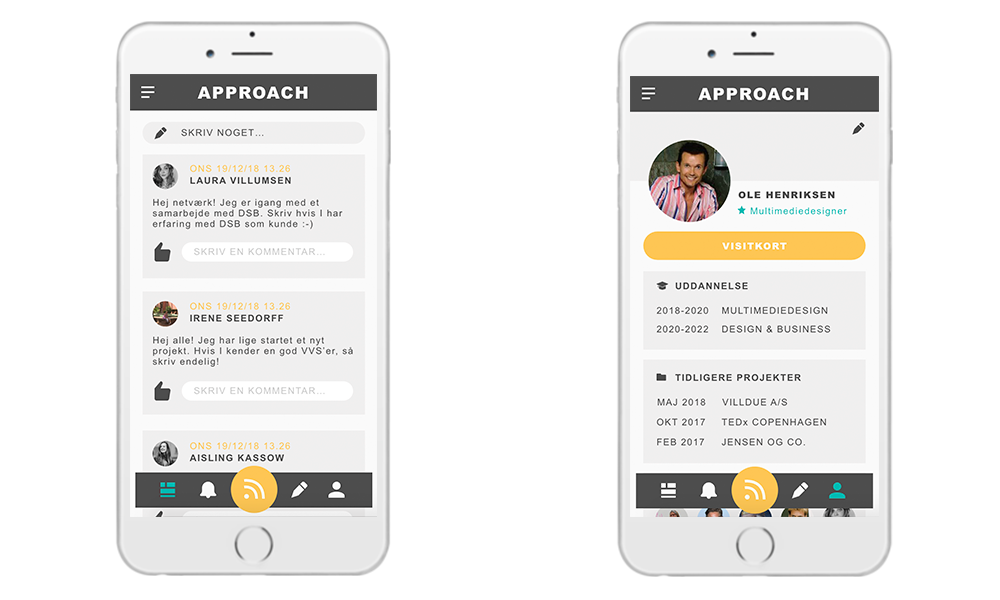 APPROACH
SKRIV NOGET...
ONS 19/12/18 13.26
LAURA VILLUMSEN
Hej netværk! Jeg er igang med et
samarbejde med DSB. Skriv hvis I har
erfaring med DSB som kunde :-)
SKRIV EN KOMMENTAR...
ONS 19/12/18 13.26
IRENE SEEDORFF
Hej alle! Jeg har lige startet et nyt
projekt. Hvis I kender en god VVS'er, så
skriv endelig!
SKRIV EN KOMMENTAR...
ONS 19/12/18 13.26
AISLING KASSOW
APPROACH
OLE HENRIKSEN
Multimediedesigner
VISITKORT
UDDANNELSE
2018-2020 MULTIMEDIEDESIGN
2020-2022 DESIGN & BUSINESS
TIDLIGERE PROJEKTER
MAJ 2018 VILLDUE A/S
OKT 2017 TEDx COPENHAGEN
FEB 2017 JENSEN OG CO.